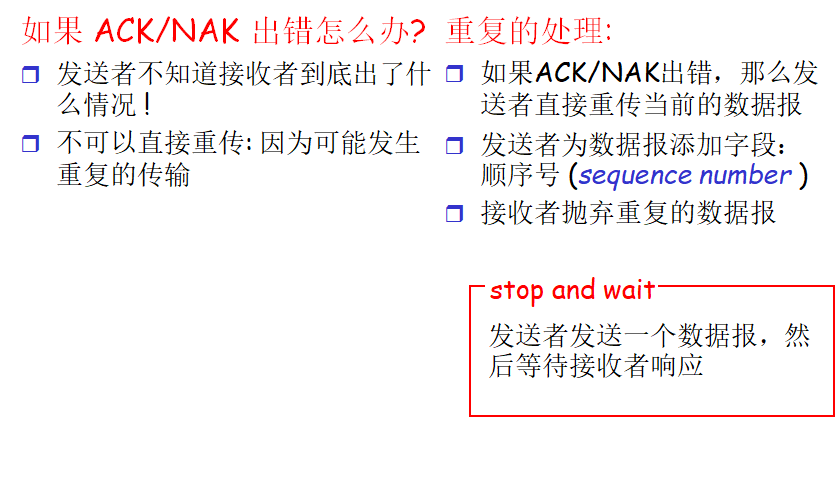 如果 ACK/NAK 出错怎么办?
发送者不知道接收者到底出了什
么情况!
不可以直接重传: 因为可能发生
重复的传输
重复的处理:
如果ACK/NAK出错，那么发
送者直接重传当前的数据报
发送者为数据报添加字段：
顺序号 (sequence number )
接收者抛弃重复的数据报
stop and wait
发送者发送一个数据报，然
后等待接收者响应